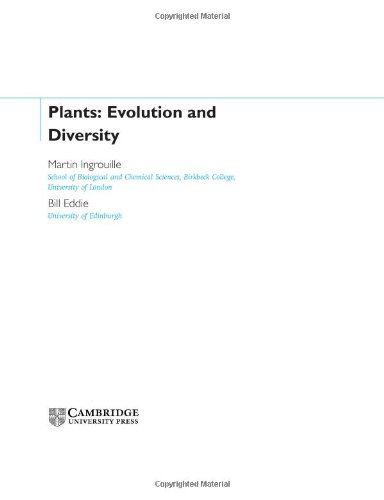 Copyrighted Material
Plants: Evolution and
Diversity
Martin Ingrouille
School of Biological and Chemical Sciences, Birkbeck College,
University of London
Bill Eddie
University of Edinburgh
CAMBRIDGE
UNIVERSITY PRESS
Copyrighted Material